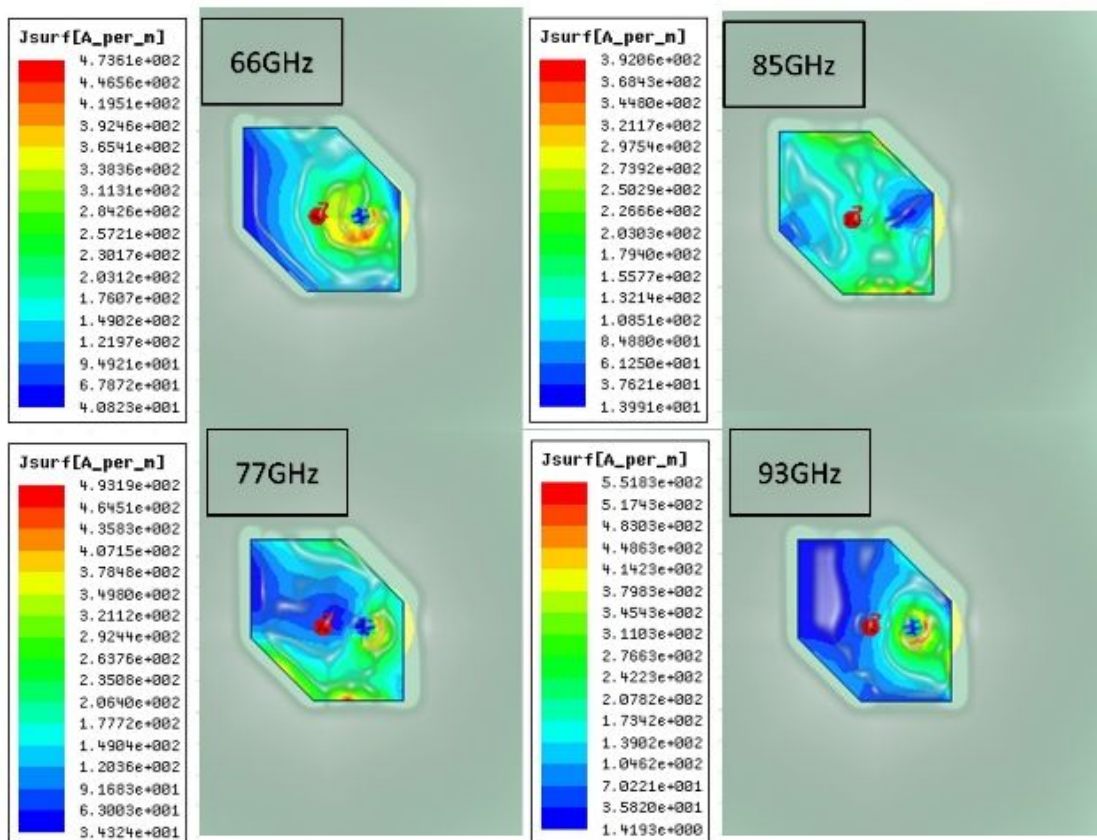 Jsurf[A_per_m]
4.7361e+002
4.4656e+002
4.1951e+002
3.9246e+002
3.6541e+002
3.3836e+002
3.1131e+002
2.8426e+002
2.5721e+002
2.3017e+002
2.0312e+002
1.7607e+002
1.4902e+002
1.2197e+002
9.4921e+001
6.7872e+001
4.0823e+001
66GHz
Jsurf[A_per_m]
3.9206e+002
3.6843e+002
3.4480e+002
3.2117e+002
2.9754e+002
2.7392e+002
2.5029e+002
2.2666e+002
2.0303e+002
1.7940e+002
1.5577e+002
1.3214e+002
1.0851e+002
8.4880e+001
6.1250e+001
3.7621e+001
1.3991e+001
85GHz
Jsurf[A_per_m]
4.9319e+002
4.6451e+002
4.3583e+002
4.0715e+002
3.7848e+002
3.4980e+002
3.2112e+002
2.9244e+002
2.6376e+002
2.3508e+002
2.0640e+002
1.7772e+002
1.4904e+002
1.2036e+002
9.1683e+001
6.3003e+001
3.4324e+001
77GHz
Jsurf[A_per_m]
5.5183e+002
5.1743e+002
4.8303e+002
4.4863e+002
4.1423e+002
3.7983e+002
3.4543e+002
3.1103e+002
2.7663e+002
2.4223e+002
2.0782e+002
1.7342e+002
1.3902e+002
1.0462e+002
7.0221e+001
3.5820e+001
1.4193e+000
93GHz